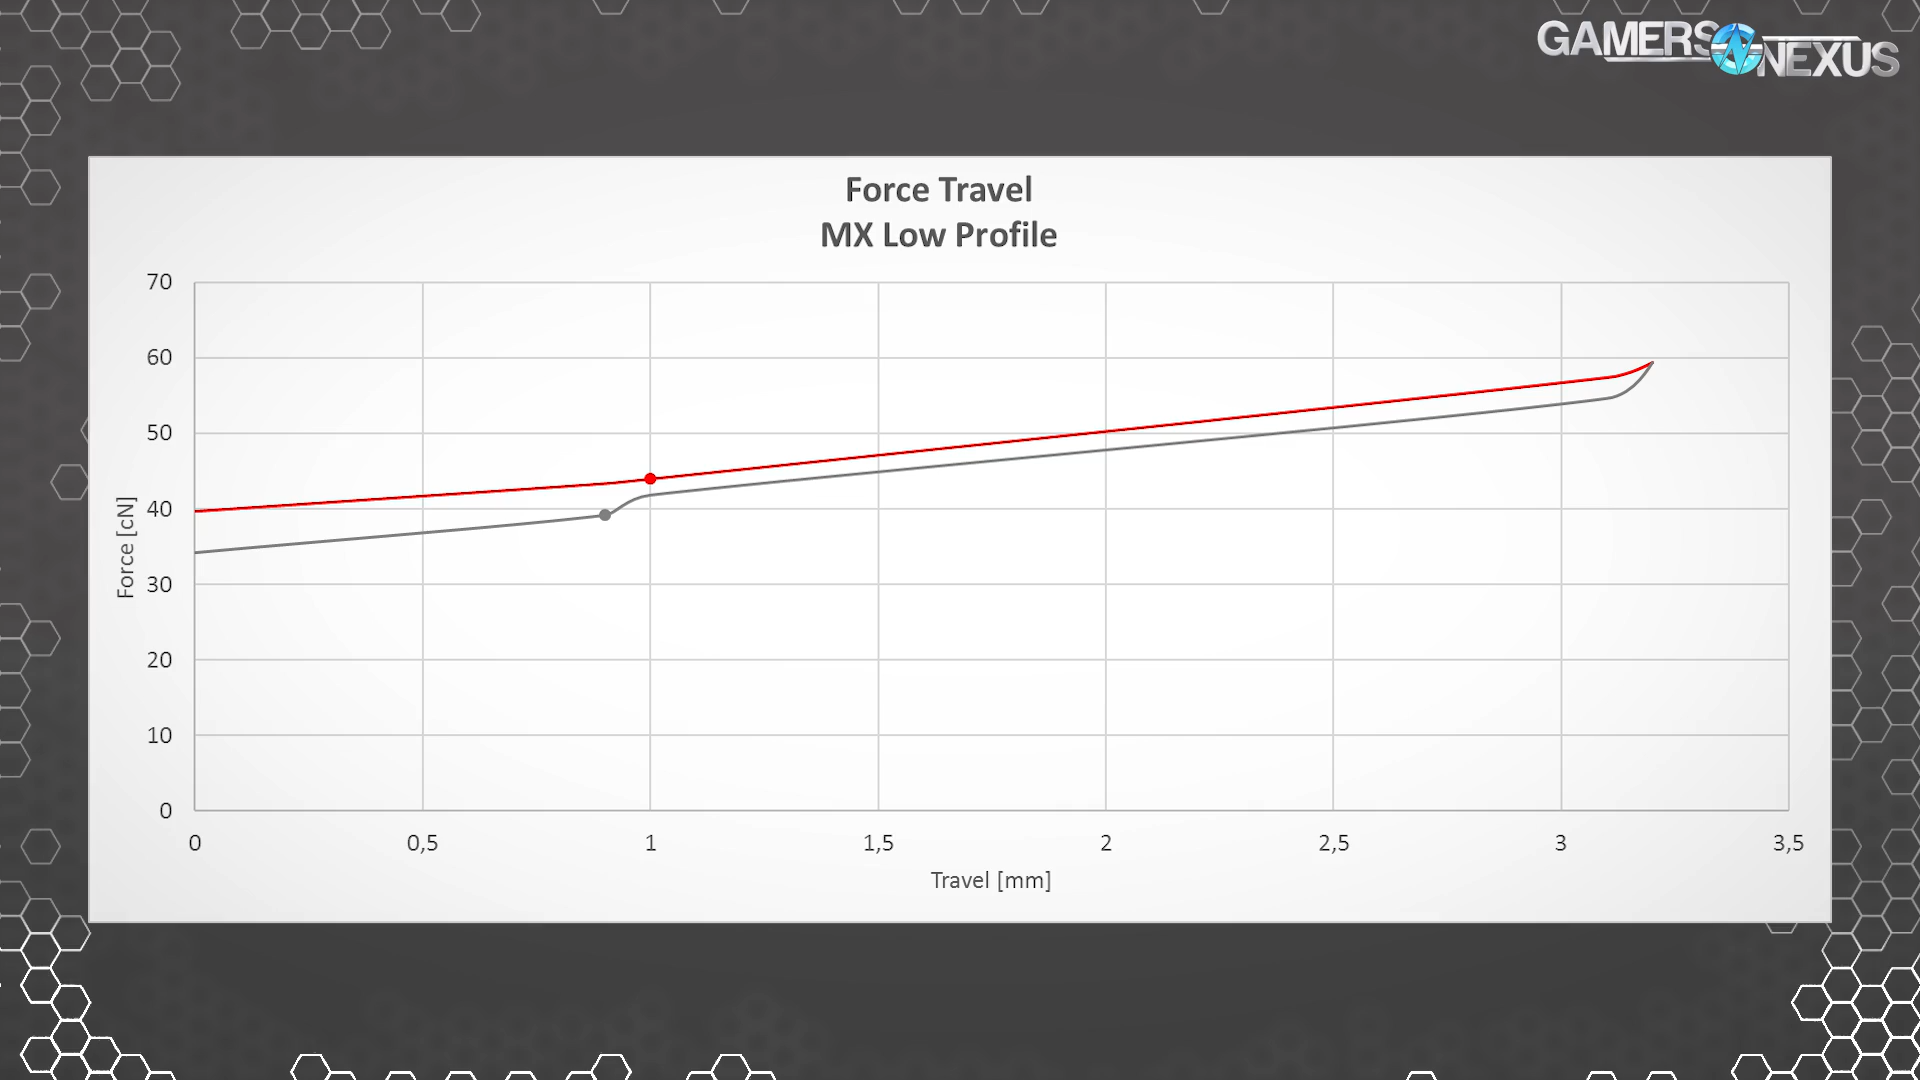 GAMERS NEXUS
Force Travel
MX Low Profile
70
60
50
40
30
20
10
0
Force [cN]
0 0,5 1 1,5 2 2,5 3 3,5
Travel [mm]